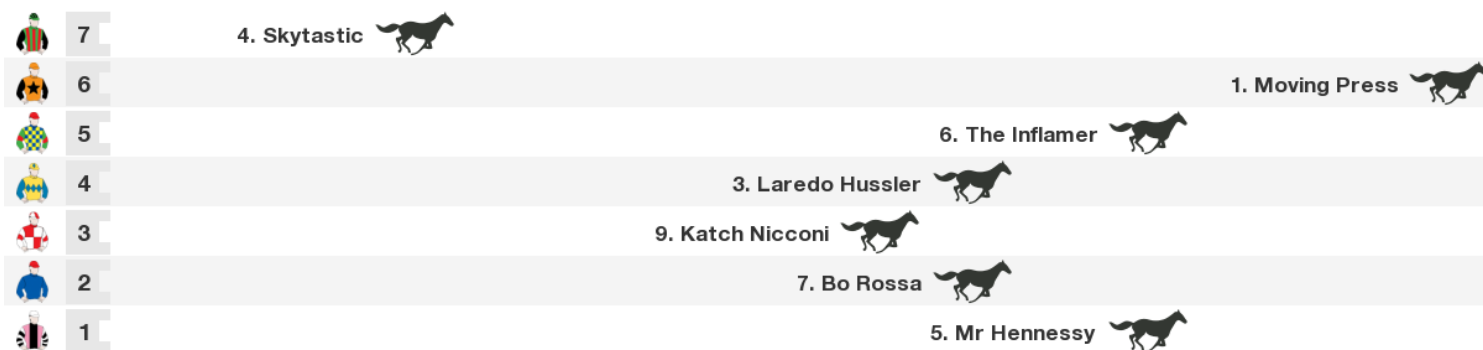 7 4. Skytastic
6 1. Moving Press
5 6. The Inflamer
4 3. Laredo Hussler
3 9. Katch Nicconi
2 7. Bo Rossa
1 5. Mr Hennessy